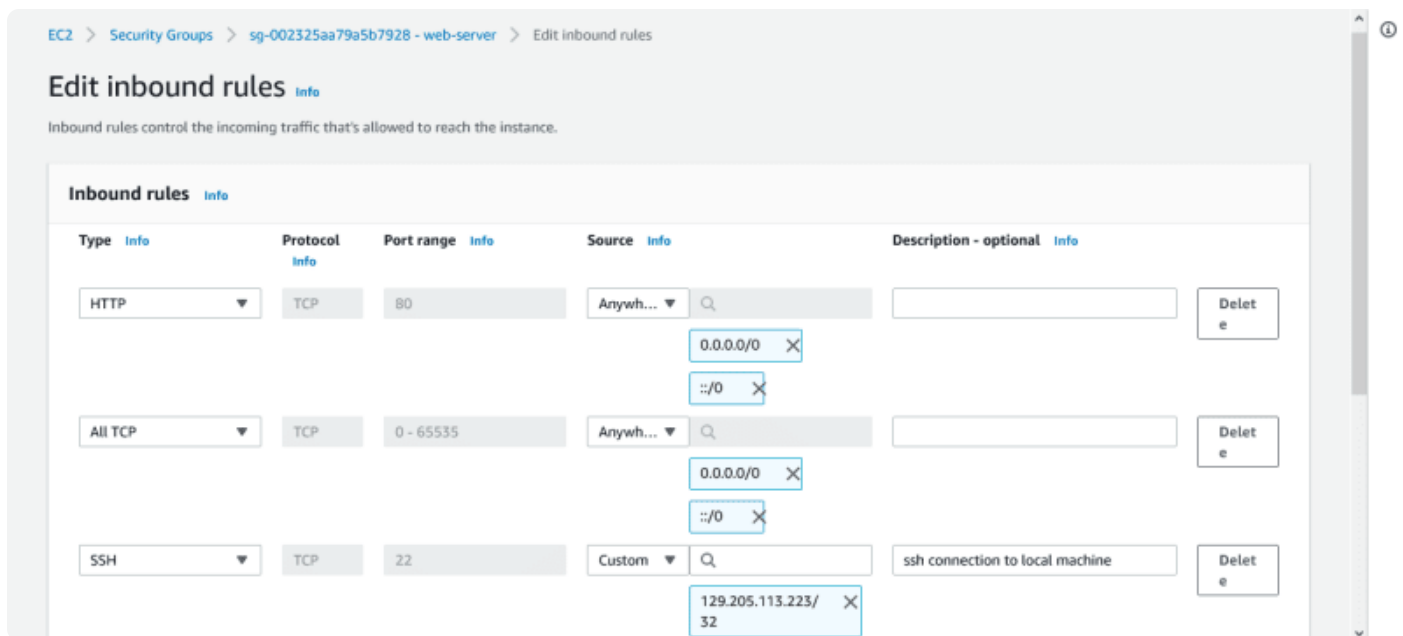 EC2 > Security Groups > sg-002325aa79a5b7928 - web-server > Edit inbound rules
Edit inbound rules Info
Inbound rules control the incoming traffic that's allowed to reach the instance.
Inbound rules Info
Type Info Protocol Info Port range Info Source Info Description - optional Info
HTTP TCP 80 Anywh... Delete
0.0.0.0/0
::/0
All TCP TCP 0 - 65535 Anywh... Delete
0.0.0.0/0
::/0
SSH TCP 22 Custom ssh connection to local machine Delete
129.205.113.223/
32